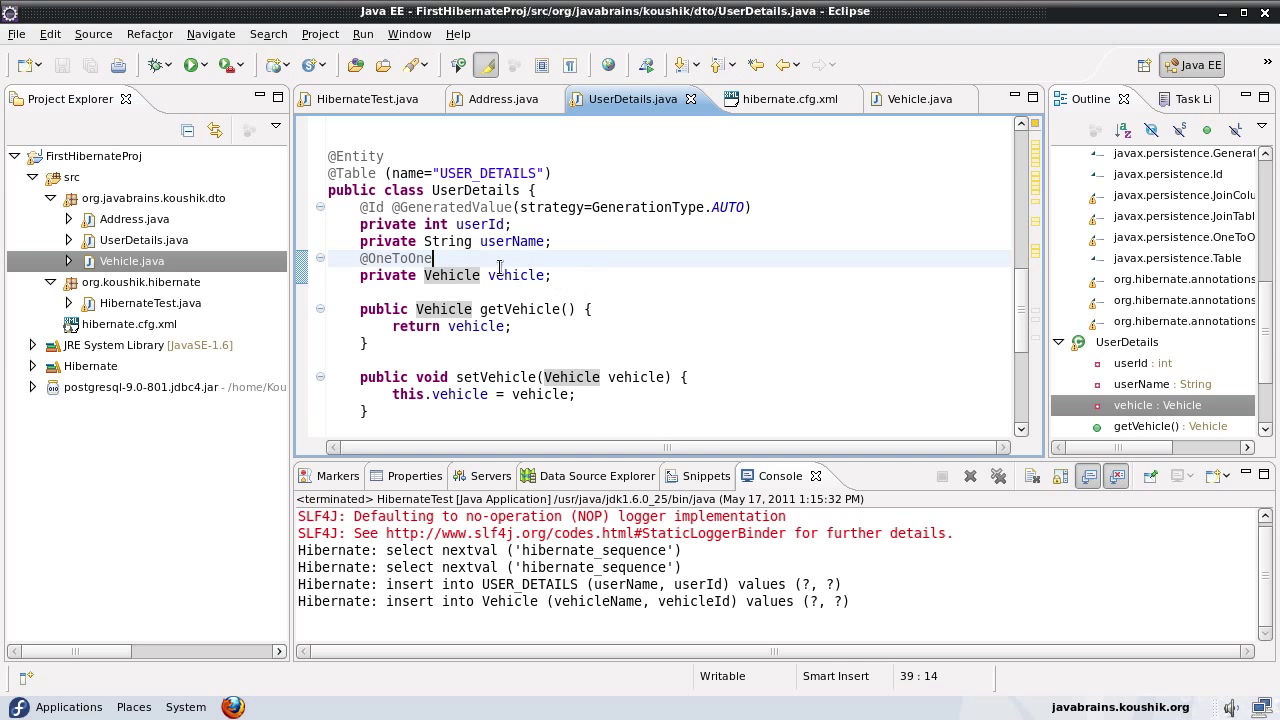 Java EE - FirstHibernateProj/src/org/javabrains/koushik/dto/UserDetails.java - Eclipse
File Edit Source Refactor Navigate Search Project Run Window Help
Java EE
Project Explorer
FirstHibernateProj
src
org.javabrains.koushik.dto
Address.java
UserDetails.java
Vehicle.java
org.koushik.hibernate
HibernateTest.java
hibernate.cfg.xml
JRE System Library [JavaSE-1.6]
Hibernate
postgresql-9.0-801.jdbc4.jar - /home/Kou
HibernateTest.java Address.java UserDetails.java hibernate.cfg.xml Vehicle.java
@Entity
@Table (name="USER_DETAILS")
public class UserDetails {
@Id @GeneratedValue(strategy=GenerationType.AUTO)
private int userId;
private String userName;
@OneToOne
private Vehicle vehicle;
public Vehicle getVehicle() {
return vehicle;
}
public void setVehicle(Vehicle vehicle) {
this.vehicle = vehicle;
}
Outline Task Li
javax.persistence.Generat
javax.persistence.Id
javax.persistence.JoinColu
javax.persistence.JoinTabl
javax.persistence.OneToO
javax.persistence.Table
org.hibernate.annotations
org.hibernate.annotations
org.hibernate.annotations
UserDetails
userId : int
userName : String
vehicle : Vehicle
getVehicle() : Vehicle
Markers Properties Servers Data Source Explorer Snippets Console
<terminated> HibernateTest [Java Application] /usr/java/jdk1.6.0_25/bin/java (May 17, 2011 1:15:32 PM)
SLF4J: Defaulting to no-operation (NOP) logger implementation
SLF4J: See http://www.slf4j.org/codes.html#StaticLoggerBinder for further details.
Hibernate: select nextval ('hibernate_sequence')
Hibernate: select nextval ('hibernate_sequence')
Hibernate: insert into USER_DETAILS (userName, userId) values (?, ?)
Hibernate: insert into Vehicle (vehicleName, vehicleId) values (?, ?)
Writable Smart Insert 39 : 14
Applications Places System javabrains.koushik.org